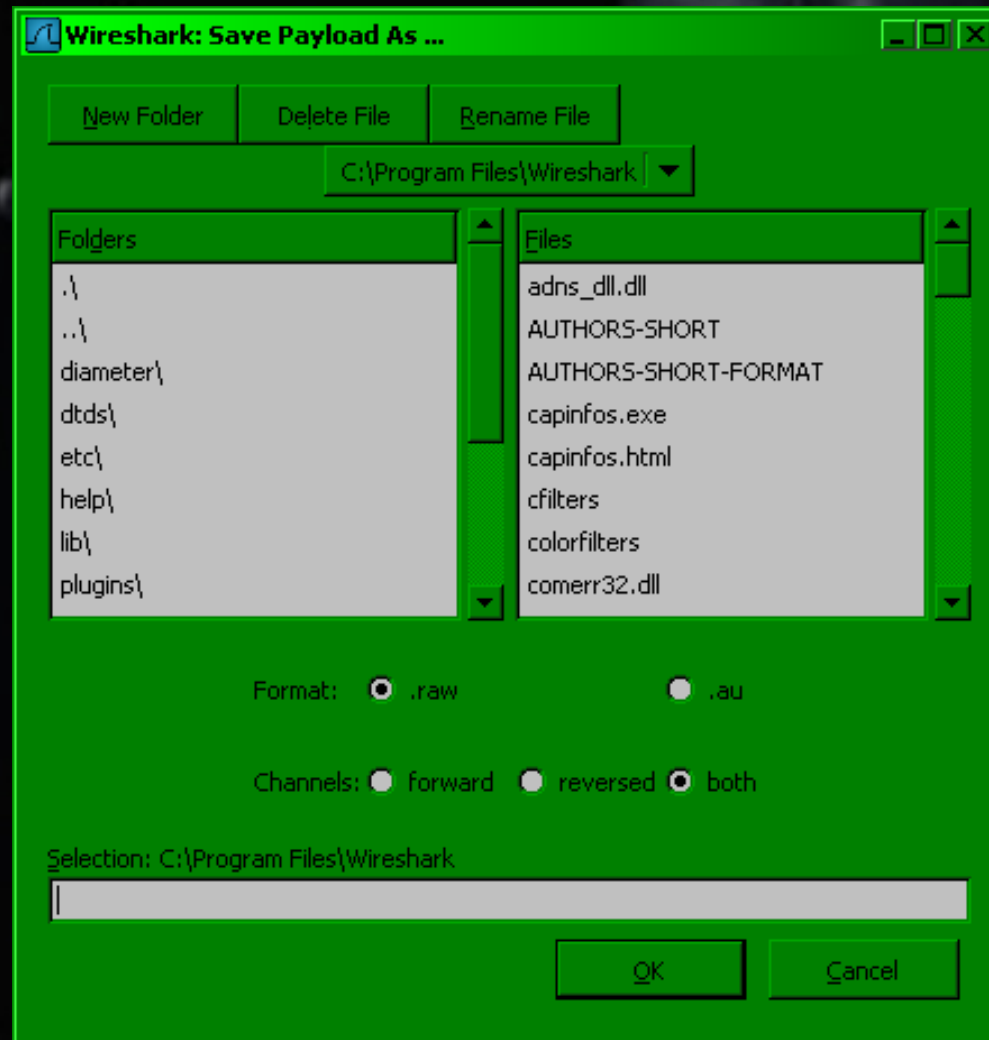 Wireshark: Save Payload As ...
New Folder
Delete File
Rename File
C:\Program Files\Wireshark
Folders
.\
..\
diameter\
dtds\
etc\
help\
lib\
plugins\
Files
adns_dll.dll
AUTHORS-SHORT
AUTHORS-SHORT-FORMAT
capinfos.exe
capinfos.html
cfilters
colorfilters
comerr32.dll
Format: .raw .au
Channels: forward reversed both
Selection: C:\Program Files\Wireshark
OK
Cancel